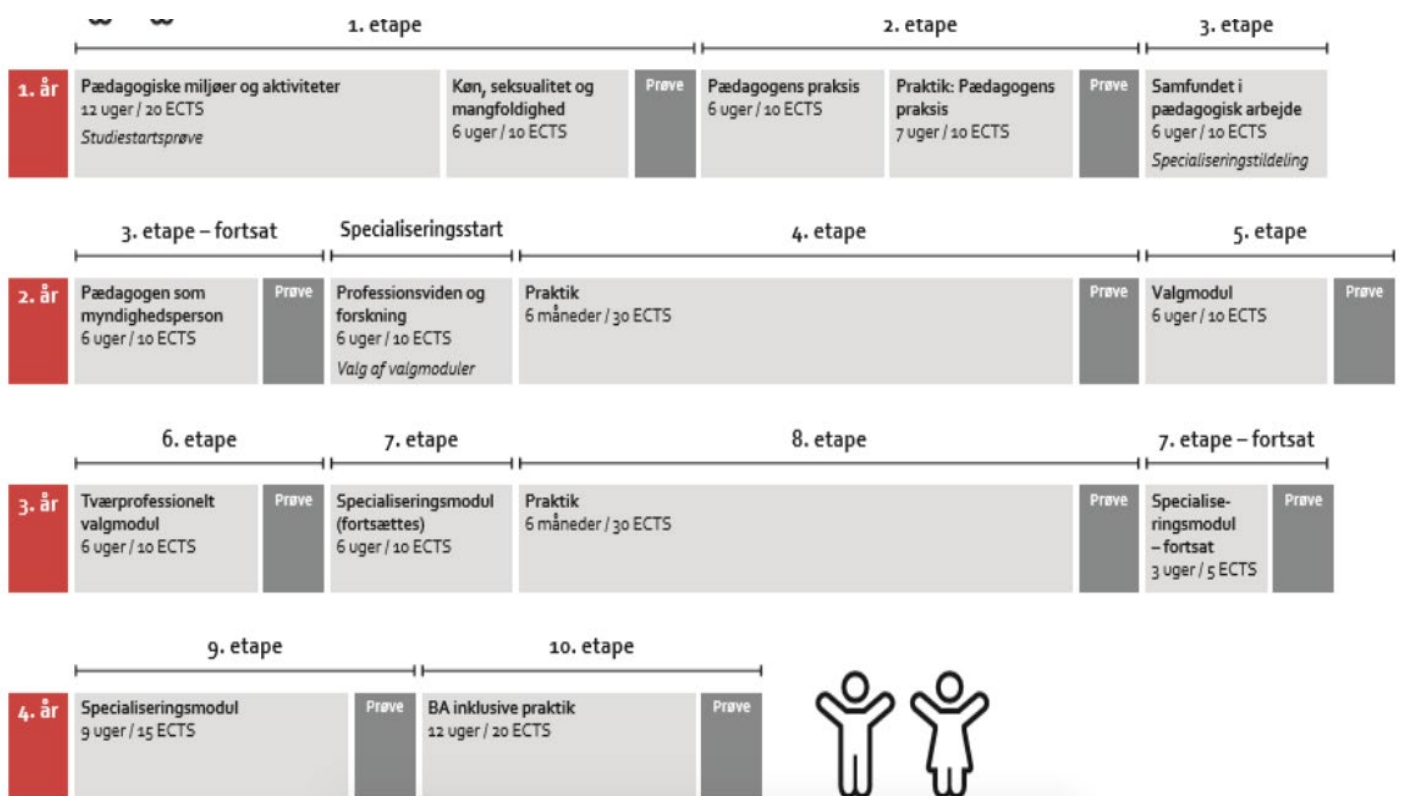 1. etape
2. etape
3. etape
1. år
Pædagogiske miljøer og aktiviteter
12 uger / 20 ECTS
Studiestartsprøve
Køn, seksualitet og
mangfoldighed
6 uger / 10 ECTS
Prøve
Pædagogens praksis
6 uger / 10 ECTS
Praktik: Pædagogens
praksis
7 uger / 10 ECTS
Prøve
Samfundet i
pædagogisk arbejde
6 uger / 10 ECTS
Specialiseringstildeling
3. etape – fortsat
Specialiseringsstart
4. etape
5. etape
2. år
Pædagogen som
myndighedsperson
6 uger / 10 ECTS
Prøve
Professionsviden og
forskning
6 uger / 10 ECTS
Valg af valgmoduler
Praktik
6 måneder / 30 ECTS
Prøve
Valgmodul
6 uger / 10 ECTS
Prøve
6. etape
7. etape
8. etape
7. etape – fortsat
3. år
Tværprofessionelt
valgmodul
6 uger / 10 ECTS
Prøve
Specialiseringsmodul
(fortsættes)
6 uger / 10 ECTS
Praktik
6 måneder / 30 ECTS
Prøve
Specialise-
ringsmodul
– fortsat
3 uger / 5 ECTS
Prøve
9. etape
10. etape
4. år
Specialiseringsmodul
9 uger / 15 ECTS
Prøve
BA inklusive praktik
12 uger / 20 ECTS
Prøve